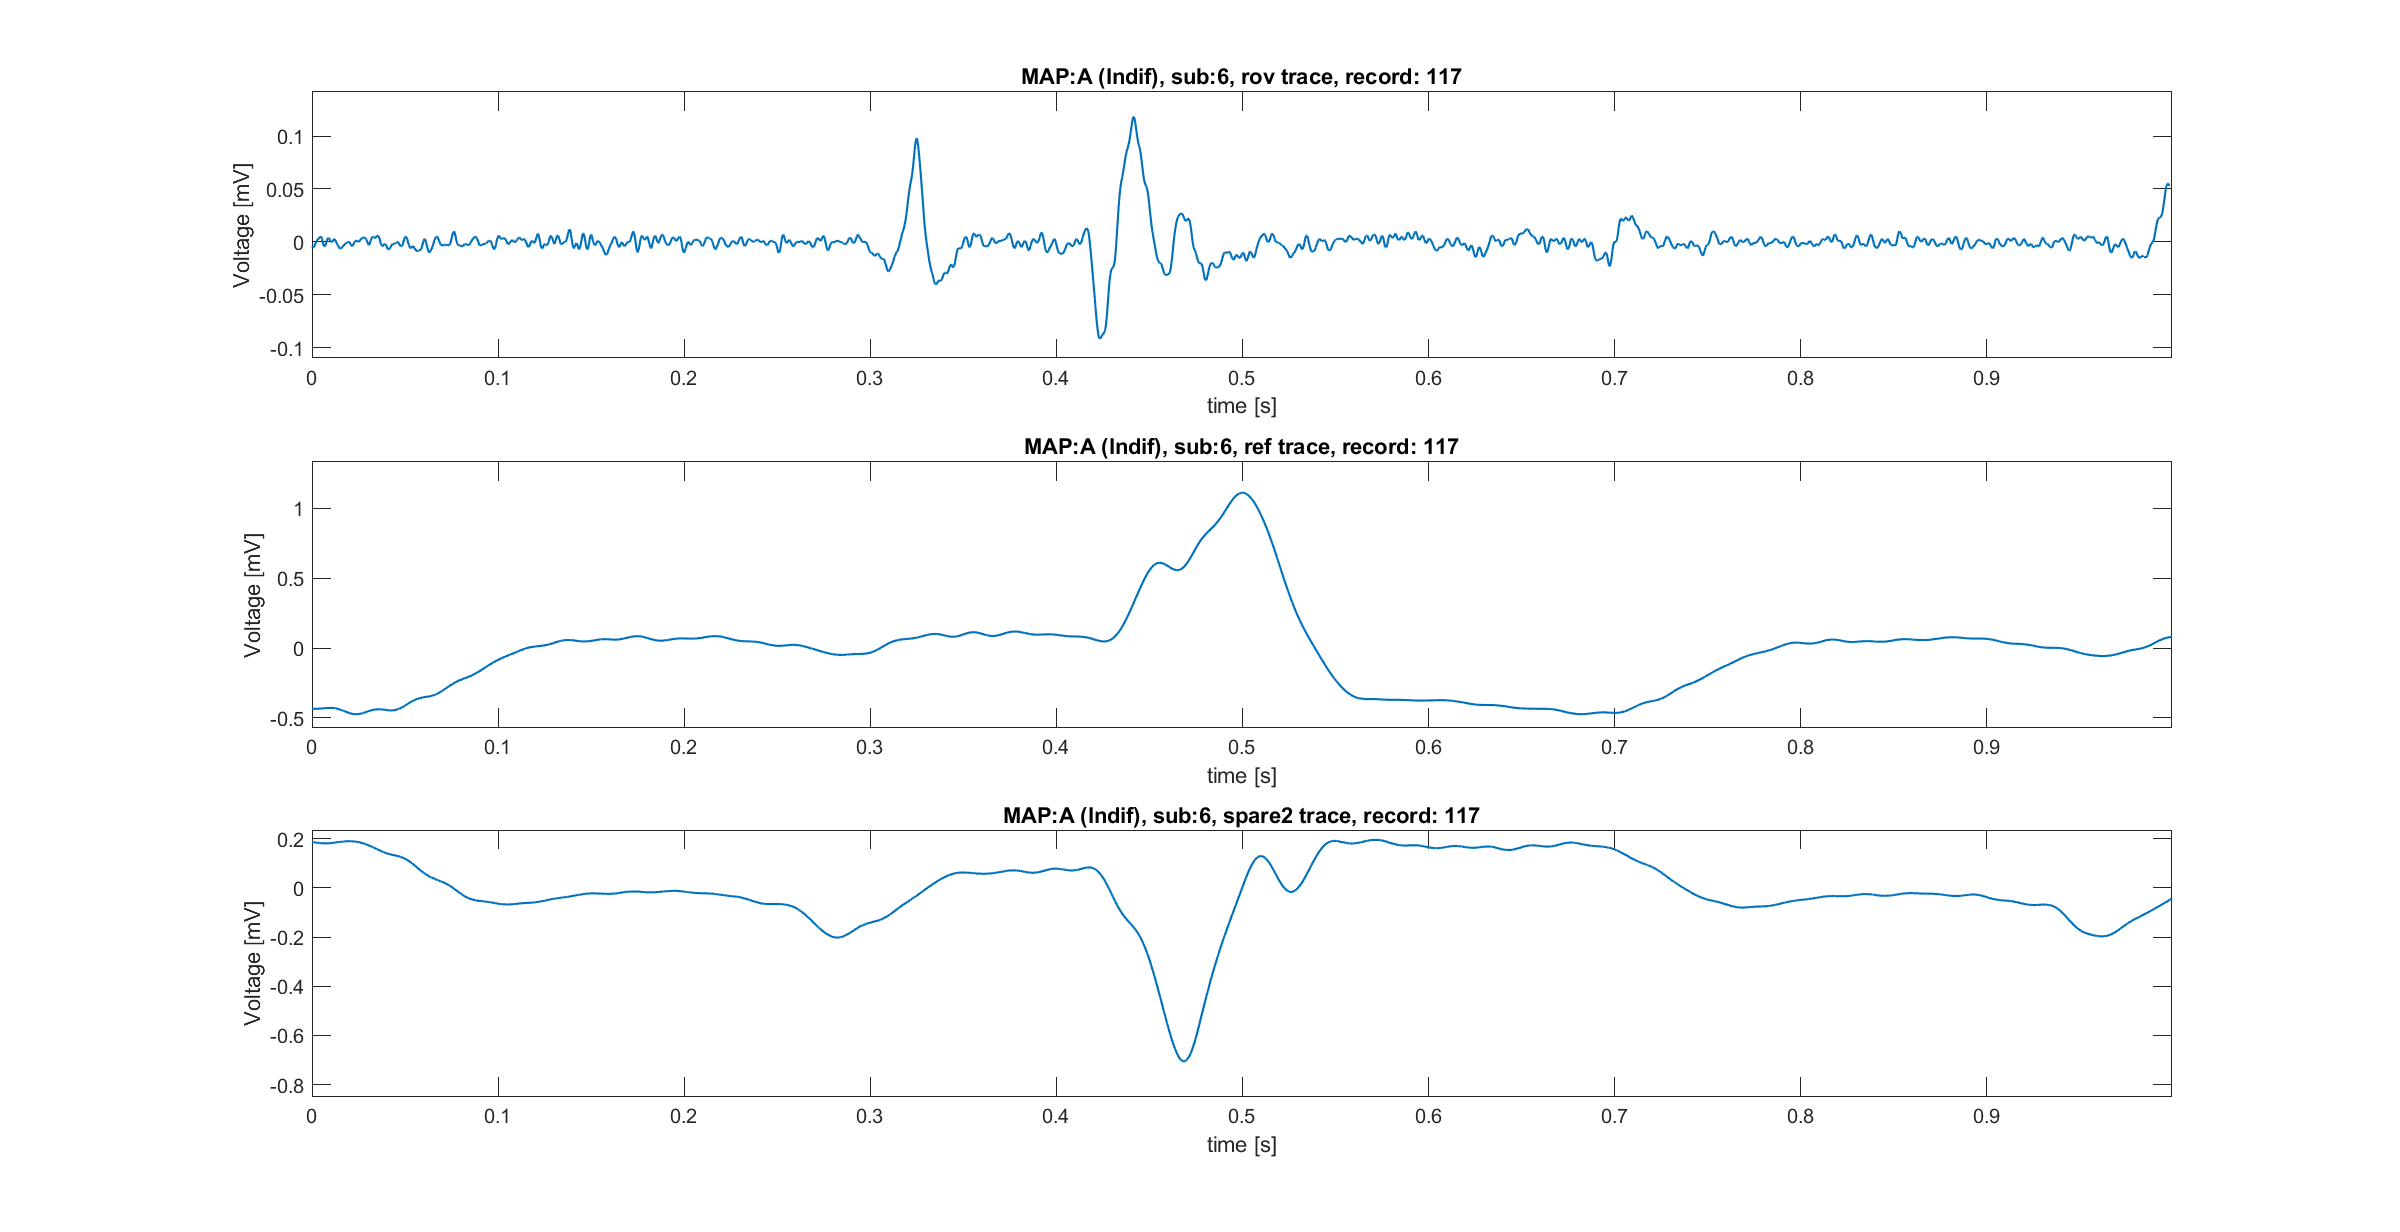 MAP:A (Indif), sub:6, rov trace, record: 117
Voltage [mV]
0.1
0.05
0
-0.05
-0.1
0 0.1 0.2 0.3 0.4 0.5 0.6 0.7 0.8 0.9
time [s]
MAP:A (Indif), sub:6, ref trace, record: 117
Voltage [mV]
1
0.5
0
-0.5
0 0.1 0.2 0.3 0.4 0.5 0.6 0.7 0.8 0.9
time [s]
MAP:A (Indif), sub:6, spare2 trace, record: 117
Voltage [mV]
0.2
0
-0.2
-0.4
-0.6
-0.8
0 0.1 0.2 0.3 0.4 0.5 0.6 0.7 0.8 0.9
time [s]